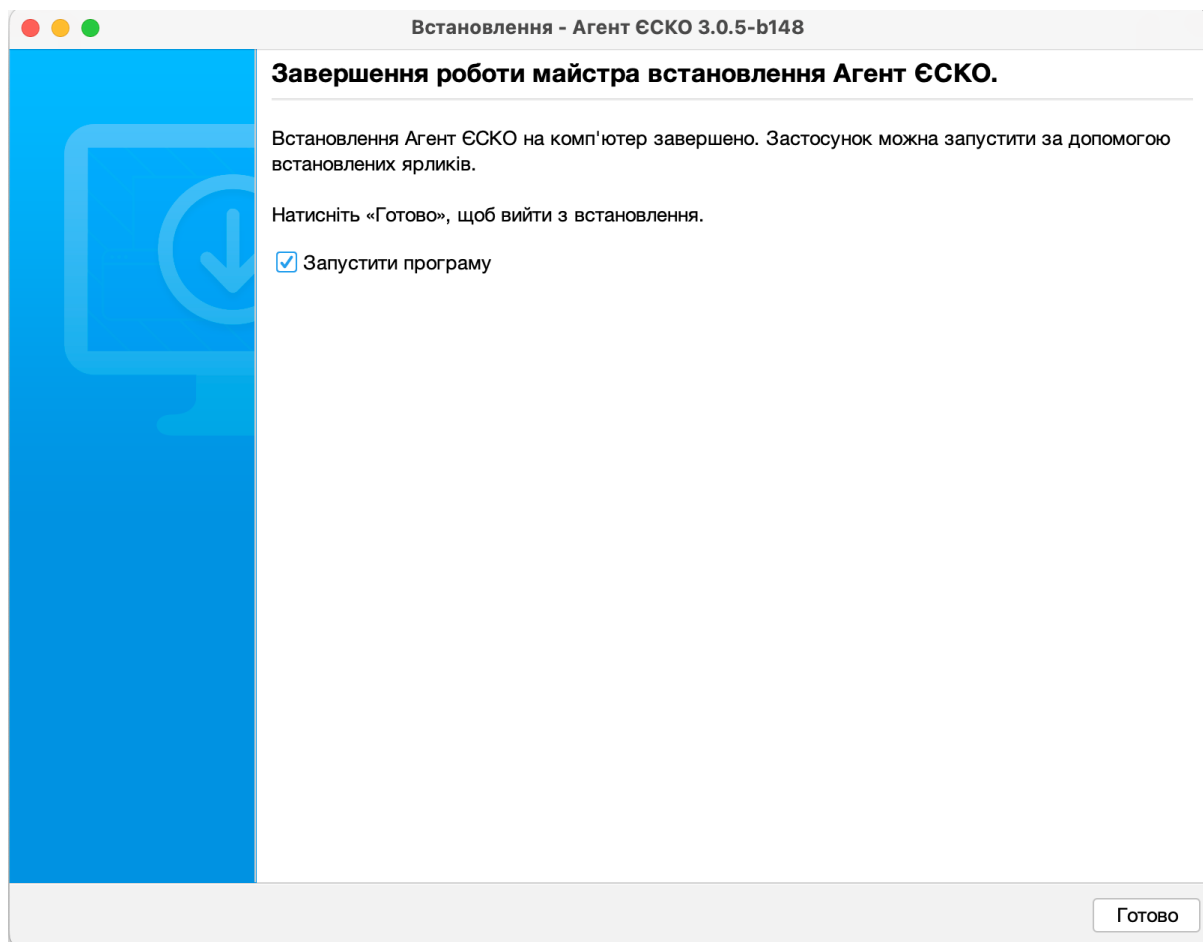 Встановлення - Агент ЄСКО 3.0.5-b148
Завершення роботи майстра встановлення Агент ЄСКО.
Встановлення Агент ЄСКО на комп'ютер завершено. Застосунок можна запустити за допомогою
встановлених ярликів.
Натисніть «Готово», щоб вийти з встановлення.
Запустити програму
Готово